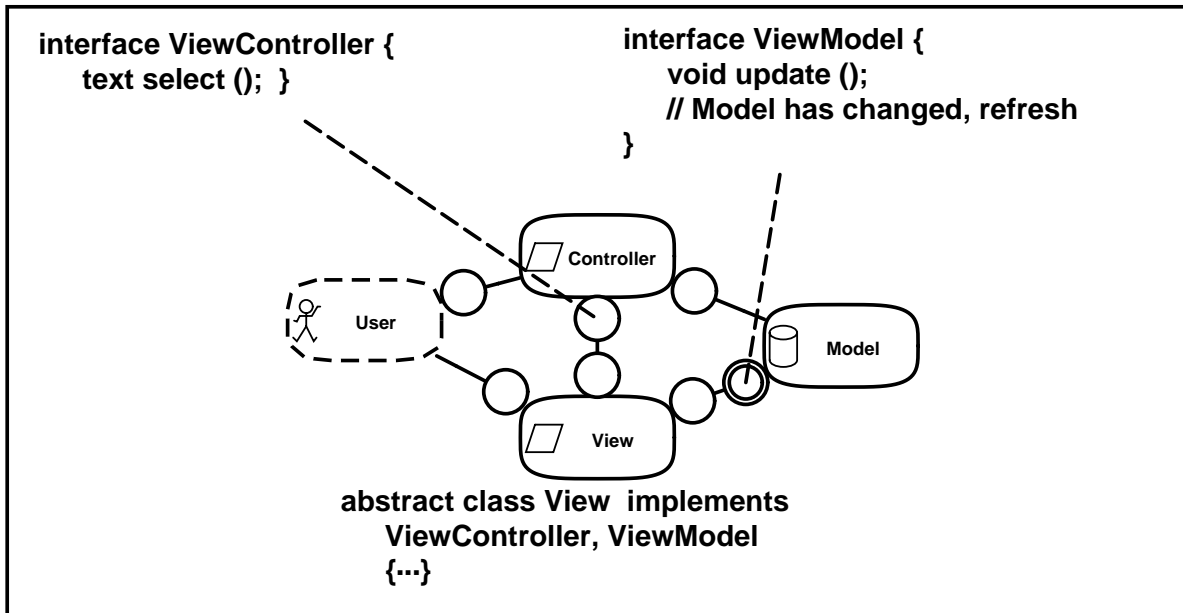 interface ViewController {
text select (); }
interface ViewModel {
void update ();
// Model has changed, refresh
}
Controller
User
Model
View
abstract class View implements
ViewController, ViewModel
{...}